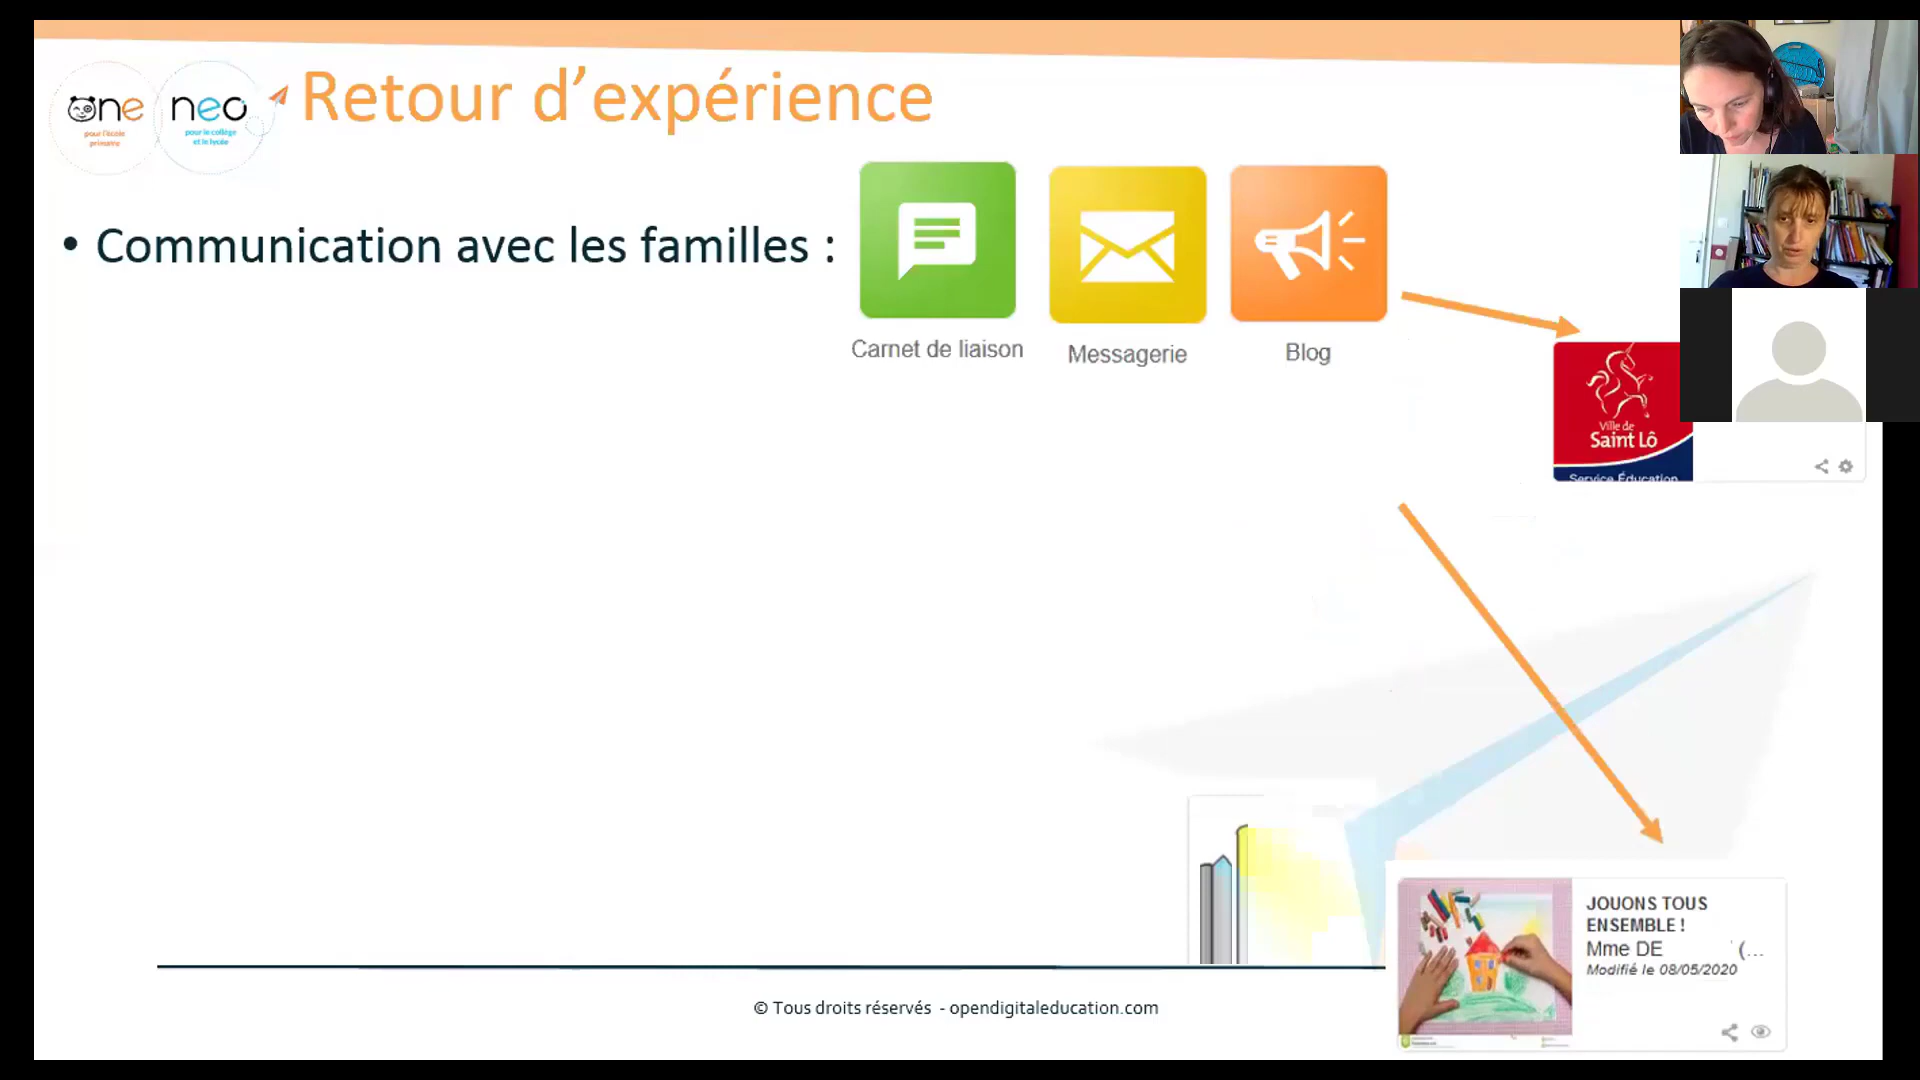 one
pour l'école
primaire
neo
pour le collège
et le lycée
Retour d'expérience
• Communication avec les familles :
Carnet de liaison
Messagerie
Blog
Ville de
Saint Lô
Service Éducation
JOUONS TOUS
ENSEMBLE !
Mme DE (...
Modifié le 08/05/2020
© Tous droits réservés - opendigitaleducation.com